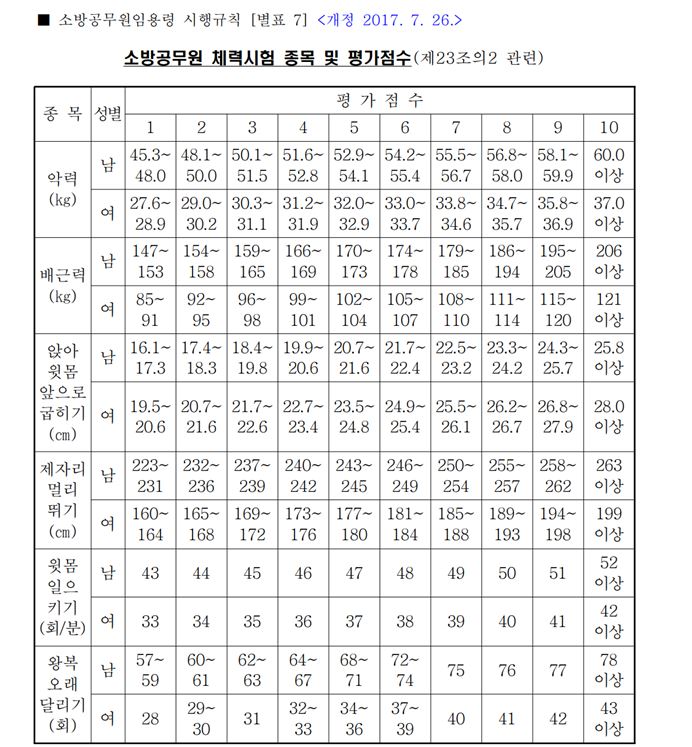 ■ 소방공무원임용령 시행규칙 [별표 7] <개정 2017. 7. 26.>
소방공무원 체력시험 종목 및 평가점수(제23조의2 관련)
종 목 성별 평 가 점 수
1 2 3 4 5 6 7 8 9 10
악력
(kg)
남 45.3~ 48.1~ 50.1~ 51.6~ 52.9~ 54.2~ 55.5~ 56.8~ 58.1~ 60.0
48.0 50.0 51.5 52.8 54.1 55.4 56.7 58.0 59.9 이상
여 27.6~ 29.0~ 30.3~ 31.2~ 32.0~ 33.0~ 33.8~ 34.7~ 35.8~ 37.0
28.9 30.2 31.1 31.9 32.9 33.7 34.6 35.7 36.9 이상
배근력
(kg)
남 147~ 154~ 159~ 166~ 170~ 174~ 179~ 186~ 195~ 206
153 158 165 169 173 178 185 194 205 이상
여 85~ 92~ 96~ 99~ 102~ 105~ 108~ 111~ 115~ 121
91 95 98 101 104 107 110 114 120 이상
앉아
윗몸
앞으로
굽히기
(cm)
남 16.1~ 17.4~ 18.4~ 19.9~ 20.7~ 21.7~ 22.5~ 23.3~ 24.3~ 25.8
17.3 18.3 19.8 20.6 21.6 22.4 23.2 24.2 25.7 이상
여 19.5~ 20.7~ 21.7~ 22.7~ 23.5~ 24.9~ 25.5~ 26.2~ 26.8~ 28.0
20.6 21.6 22.6 23.4 24.8 25.4 26.1 26.7 27.9 이상
제자리
멀리
뛰기
(cm)
남 223~ 232~ 237~ 240~ 243~ 246~ 250~ 255~ 258~ 263
231 236 239 242 245 249 254 257 262 이상
여 160~ 165~ 169~ 173~ 177~ 181~ 185~ 189~ 194~ 199
164 168 172 176 180 184 188 193 198 이상
윗몸
일으
키기
(회/분)
남 43 44 45 46 47 48 49 50 51 52
이상
여 33 34 35 36 37 38 39 40 41 42
이상
왕복
오래
달리기
(회)
남 57~ 60~ 62~ 64~ 68~ 72~ 75 76 77 78
59 61 63 67 71 74 이상
여 28 29~ 31 32~ 34~ 37~ 40 41 42 43
30 33 36 39 이상